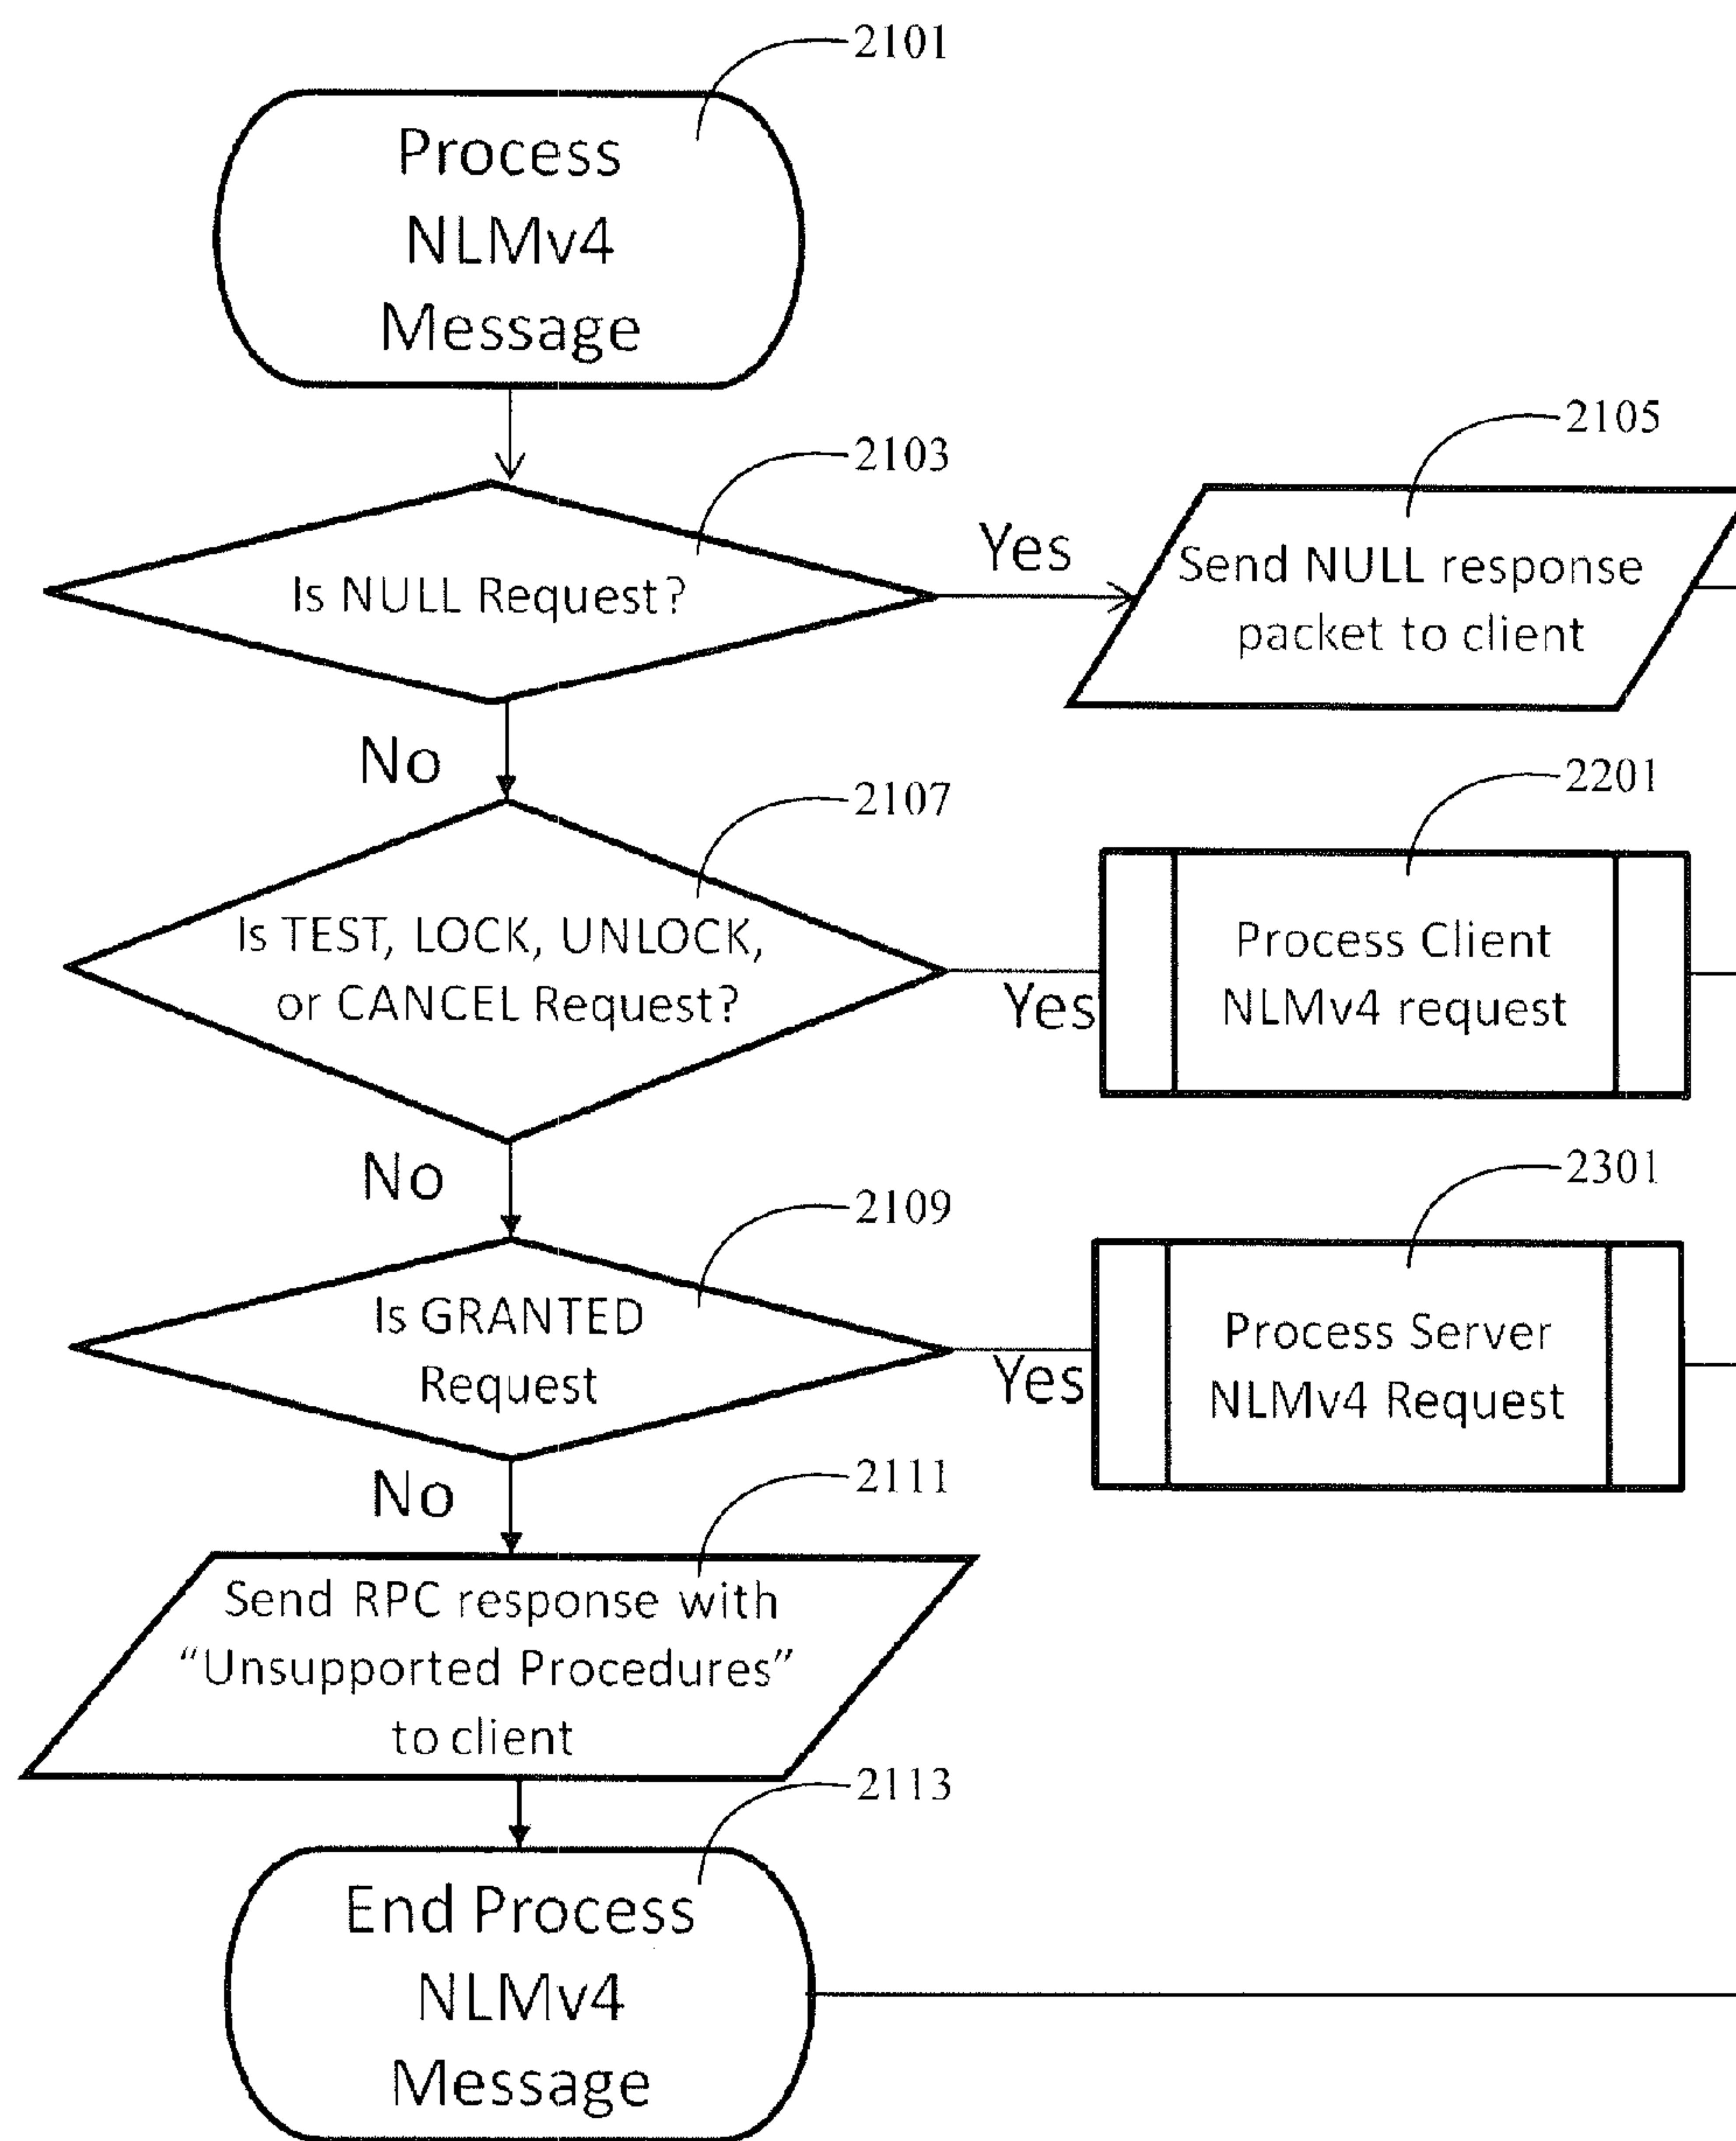 2101
Process
NLMv4
Message
2103
Is NULL Request?
Yes
2105
Send NULL response
packet to client
No
2107
Is TEST, LOCK, UNLOCK,
or CANCEL Request?
Yes
2201
Process Client
NLMv4 request
No
2109
Is GRANTED
Request
Yes
2301
Process Server
NLMv4 Request
No
2111
Send RPC response with
“Unsupported Procedures”
to client
2113
End Process
NLMv4
Message